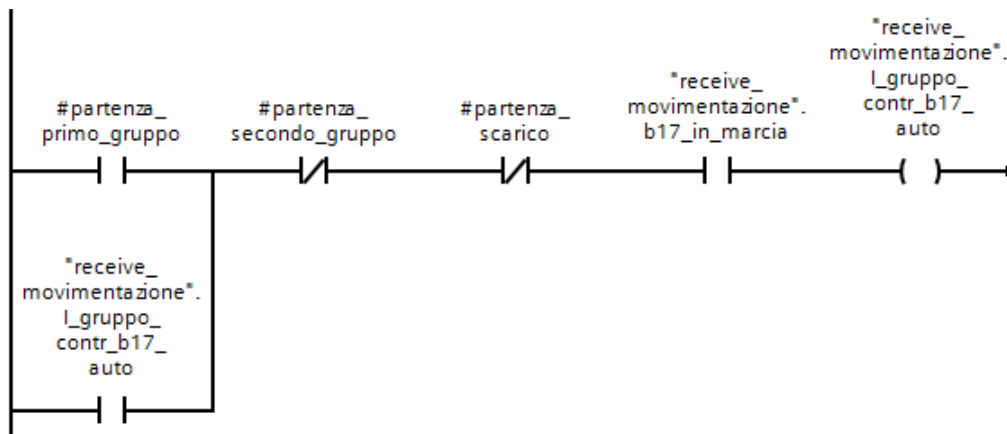 #partenza_
primo_gruppo
#partenza_
secondo_gruppo
#partenza_
scarico
"receive_
movimentazione".
b17_in_marcia
"receive_
movimentazione".
I_gruppo_
contr_b17_
auto
"receive_
movimentazione".
I_gruppo_
contr_b17_
auto